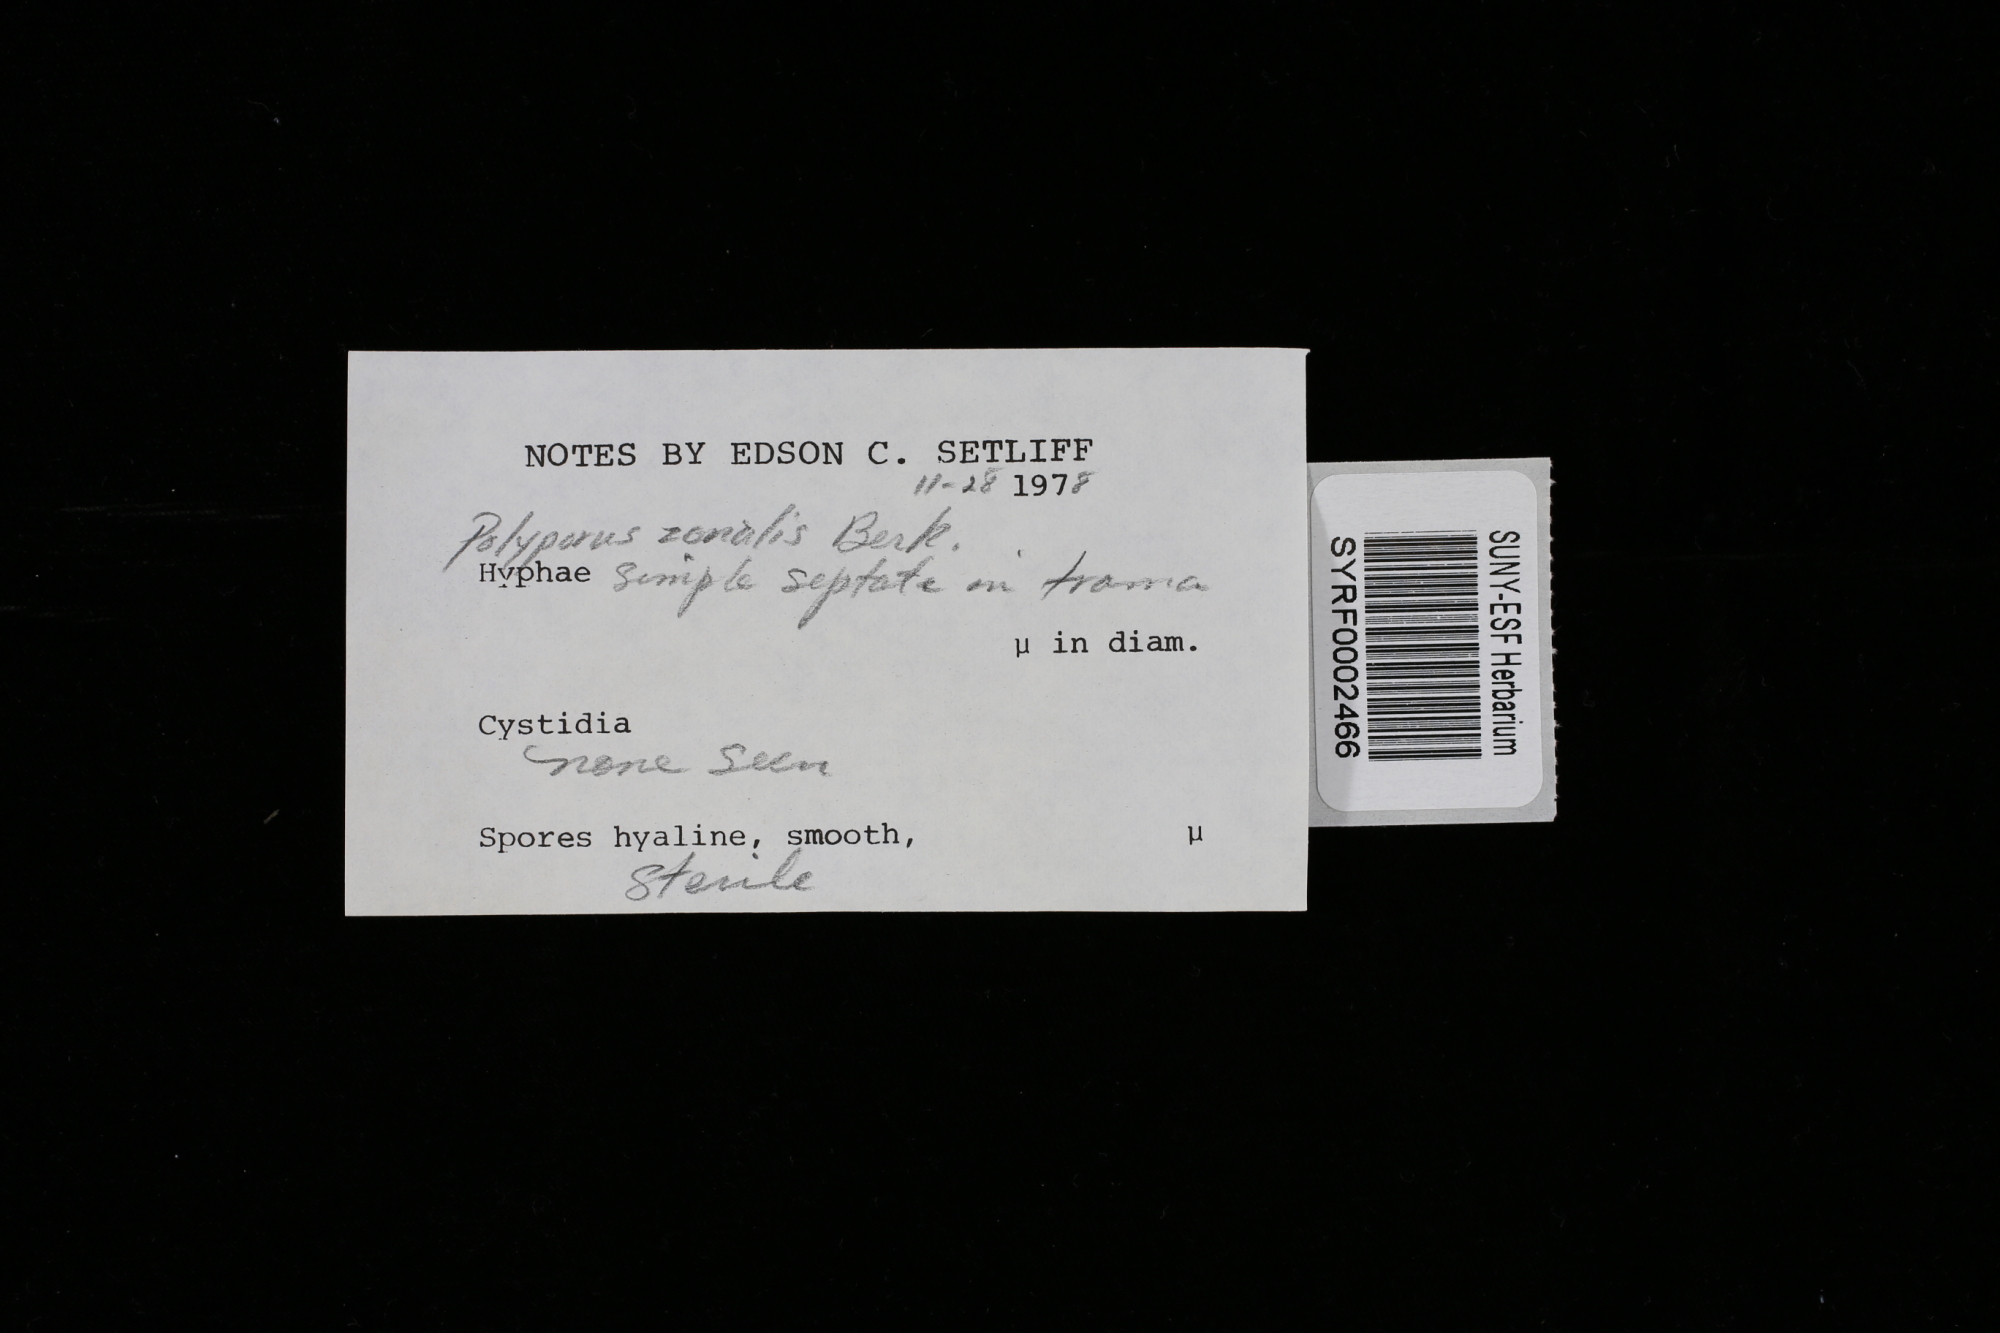 NOTES BY EDSON C. SETLIFF
11-28 1978
Polyporus zonalis Berk.
Hyphae simple septate in trama
µ in diam.
Cystidia
none seen
Spores hyaline, smooth, µ
sterile
SUNY-ESF Herbarium
SYRF0002466